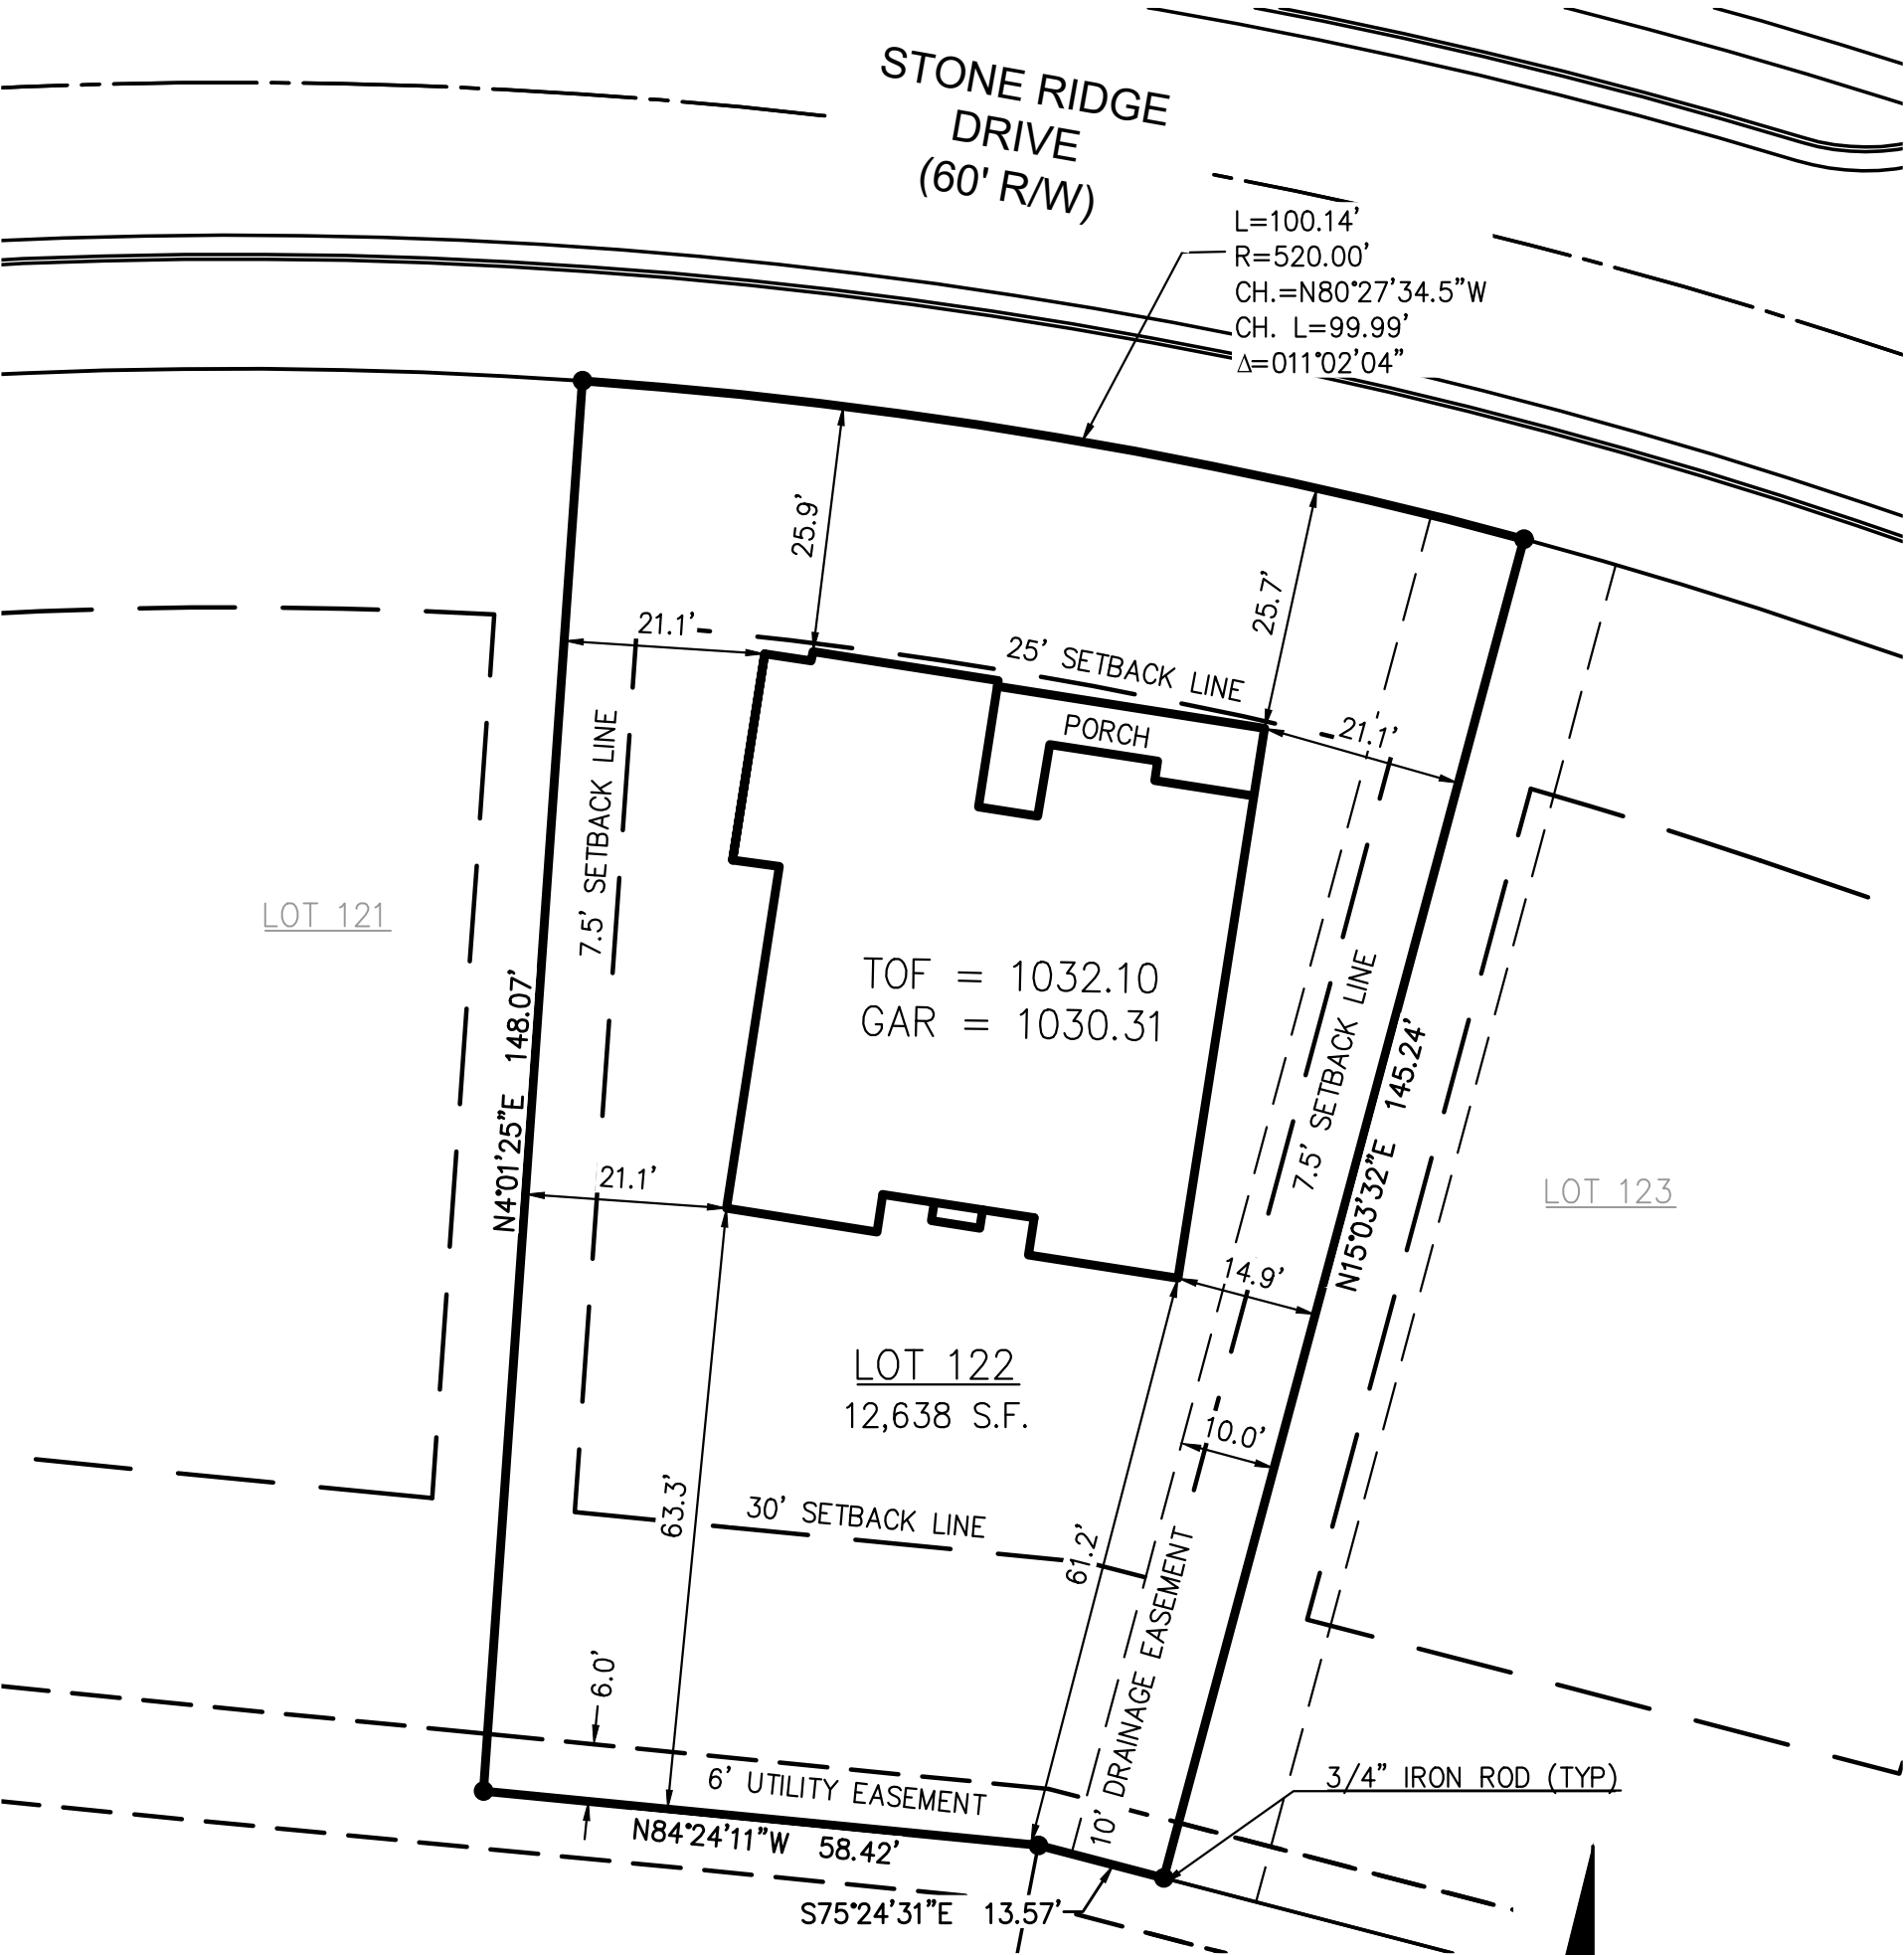 STONE RIDGE
DRIVE
(60' R/W)
L=100.14'
R=520.00'
CH.=N80°27'34.5"W
CH. L=99.99'
Δ=011°02'04"
25.9'
25.7'
21.1'
25' SETBACK LINE
PORCH
21.1'
7.5' SETBACK LINE
LOT 121
TOF = 1032.10
GAR = 1030.31
N4°01'25"E 148.07'
7.5' SETBACK LINE
N15°03'32"E 145.24'
21.1'
LOT 123
14.9'
LOT 122
12,638 S.F.
10.0'
63.3'
30' SETBACK LINE
61.2'
6.0'
10' DRAINAGE EASEMENT
6' UTILITY EASEMENT
3/4" IRON ROD (TYP)
N84°24'11"W 58.42'
S75°24'31"E 13.57'